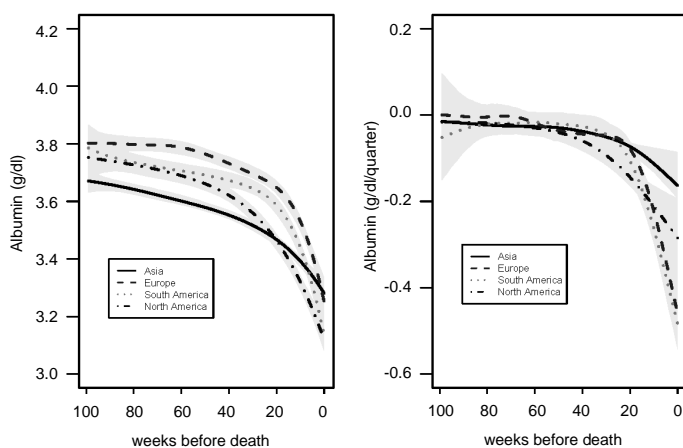 4.2
4.0
3.8
3.6
3.4
3.2
3.0
Albumin (g/dl)
Asia
Europe
South America
North America
100 80 60 40 20 0
weeks before death
0.2
0.0
-0.2
-0.4
-0.6
Albumin (g/dl/quarter)
Asia
Europe
South America
North America
100 80 60 40 20 0
weeks before death